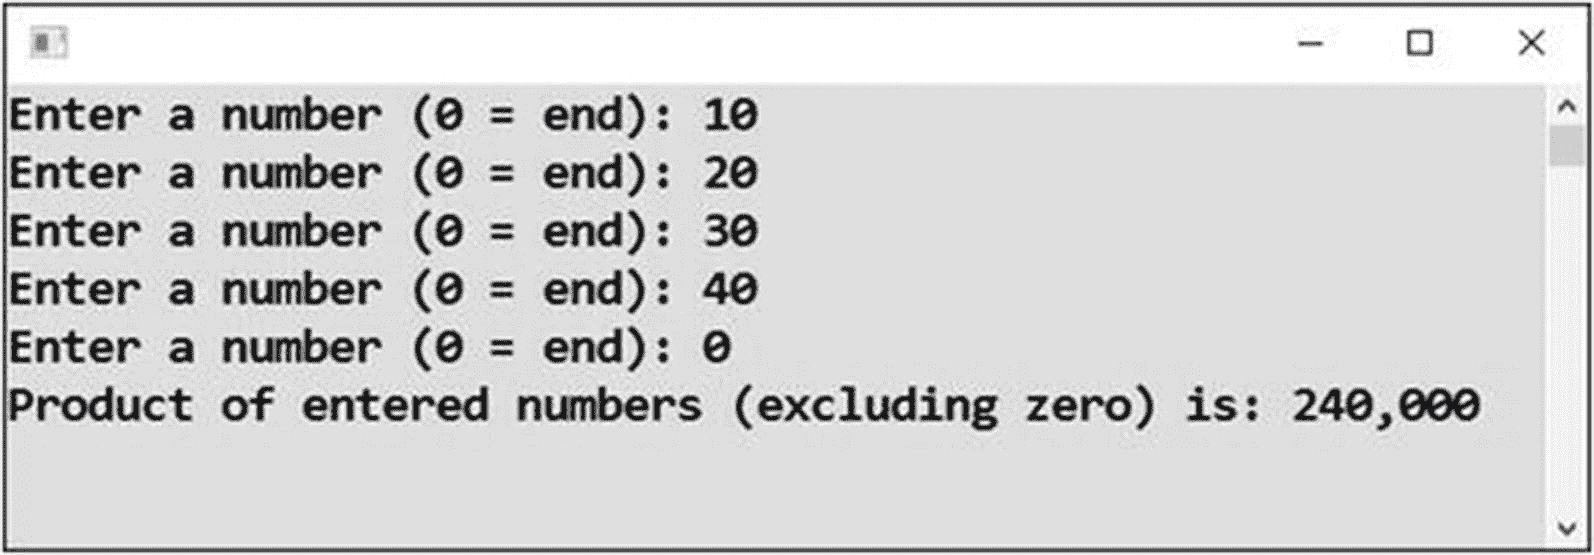 Enter a number (0 = end): 10
Enter a number (0 = end): 20
Enter a number (0 = end): 30
Enter a number (0 = end): 40
Enter a number (0 = end): 0
Product of entered numbers (excluding zero) is: 240,000